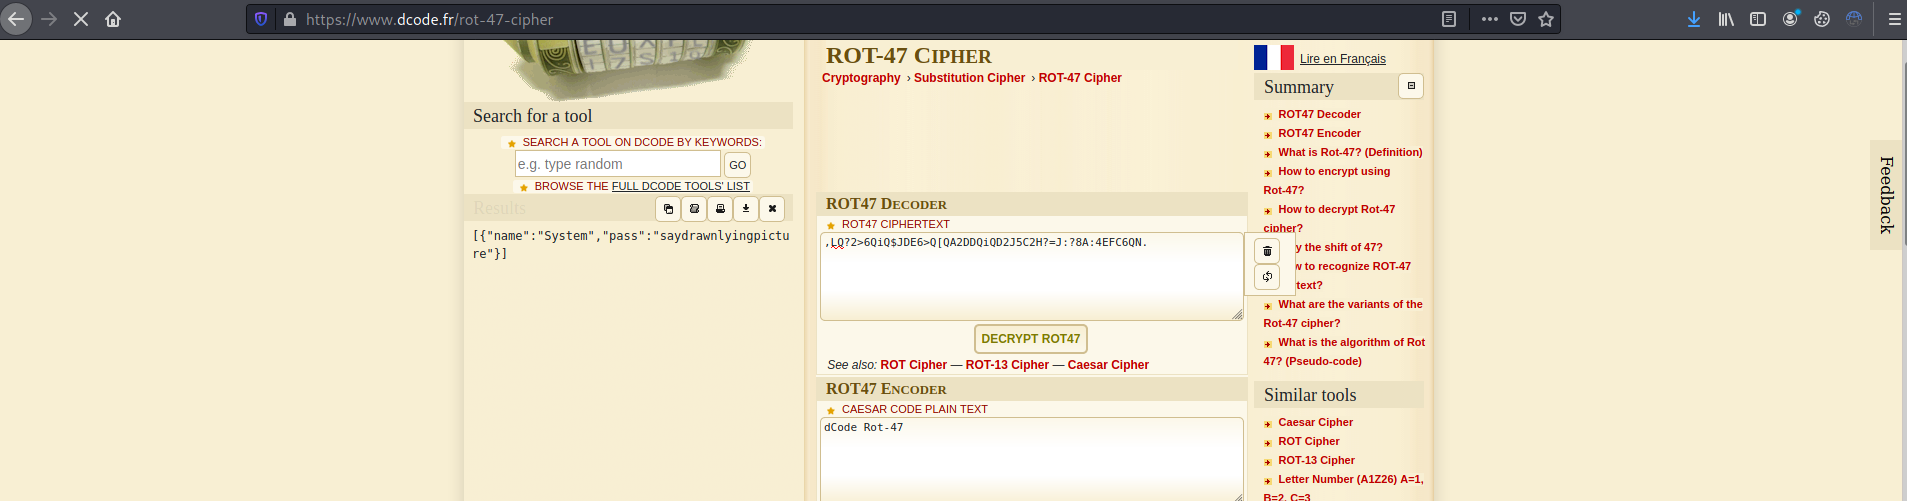 https://www.dcode.fr/rot-47-cipher
Search for a tool
SEARCH A TOOL ON DCODE BY KEYWORDS:
e.g. type random
GO
BROWSE THE FULL DCODE TOOLS' LIST
Results
[{"name":"System","pass":"saydrawnlyingpictu
re"}]
ROT-47 CIPHER
Cryptography › Substitution Cipher › ROT-47 Cipher
ROT47 DECODER
ROT47 CIPHERTEXT
,LQ?2>6QiQ$JDE6>Q[QA2DDQiQD2J5C2H?=J:?8A:4EFC6QN.
DECRYPT ROT47
See also: ROT Cipher — ROT-13 Cipher — Caesar Cipher
ROT47 ENCODER
CAESAR CODE PLAIN TEXT
dCode Rot-47
Lire en Français
Summary
ROT47 Decoder
ROT47 Encoder
What is Rot-47? (Definition)
How to encrypt using
Rot-47?
How to decrypt Rot-47
cipher?
y the shift of 47?
w to recognize ROT-47
text?
What are the variants of the
Rot-47 cipher?
What is the algorithm of Rot
47? (Pseudo-code)
Similar tools
Caesar Cipher
ROT Cipher
ROT-13 Cipher
Letter Number (A1Z26) A=1,
B=2, C=3
Feedback